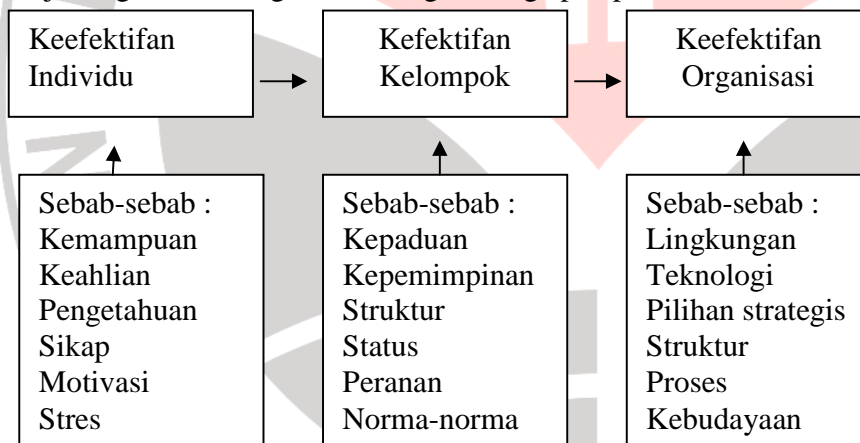 Keefektifan
Individu
Kefektifan
Kelompok
Keefektifan
Organisasi
Sebab-sebab :
Kemampuan
Keahlian
Pengetahuan
Sikap
Motivasi
Stres
Sebab-sebab :
Kepaduan
Kepemimpinan
Struktur
Status
Peranan
Norma-norma
Sebab-sebab :
Lingkungan
Teknologi
Pilihan strategis
Struktur
Proses
Kebudayaan